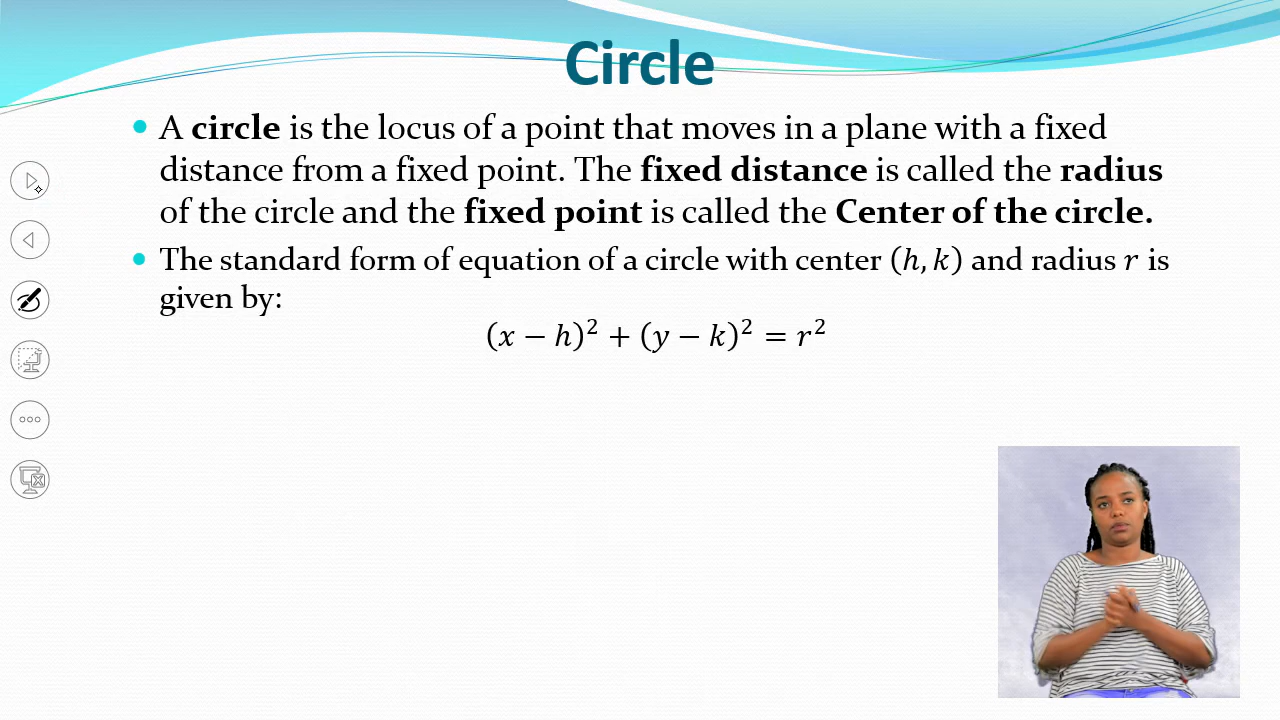 Circle
A circle is the locus of a point that moves in a plane with a fixed
distance from a fixed point. The fixed distance is called the radius
of the circle and the fixed point is called the Center of the circle.
The standard form of equation of a circle with center (ℎ, 𝑘) and radius 𝑟 is
given by:
(𝑥 − ℎ)² + (𝑦 − 𝑘)² = 𝑟²